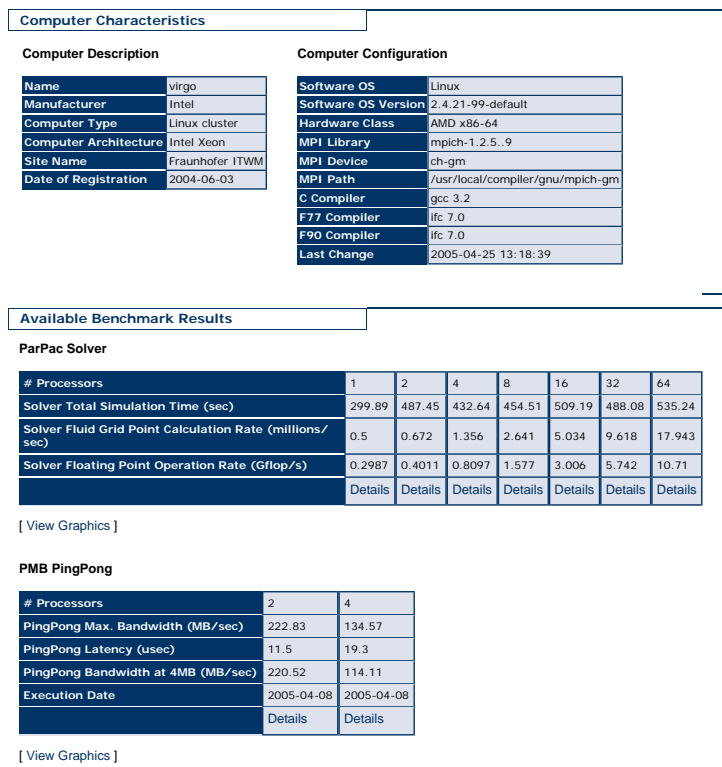 Computer Characteristics
Computer Description
Name virgo
Manufacturer Intel
Computer Type Linux cluster
Computer Architecture Intel Xeon
Site Name Fraunhofer ITWM
Date of Registration 2004-06-03
Computer Configuration
Software OS Linux
Software OS Version 2.4.21-99-default
Hardware Class AMD x86-64
MPI Library mpich-1.2.5..9
MPI Device ch-gm
MPI Path /usr/local/compiler/gnu/mpich-gm
C Compiler gcc 3.2
F77 Compiler ifc 7.0
F90 Compiler ifc 7.0
Last Change 2005-04-25 13:18:39
Available Benchmark Results
ParPac Solver
# Processors 1 2 4 8 16 32 64
Solver Total Simulation Time (sec) 299.89 487.45 432.64 454.51 509.19 488.08 535.24
Solver Fluid Grid Point Calculation Rate (millions/
sec) 0.5 0.672 1.356 2.641 5.034 9.618 17.943
Solver Floating Point Operation Rate (Gflop/s) 0.2987 0.4011 0.8097 1.577 3.006 5.742 10.71
Details Details Details Details Details Details Details
[ View Graphics ]
PMB PingPong
# Processors 2 4
PingPong Max. Bandwidth (MB/sec) 222.83 134.57
PingPong Latency (usec) 11.5 19.3
PingPong Bandwidth at 4MB (MB/sec) 220.52 114.11
Execution Date 2005-04-08 2005-04-08
Details Details
[ View Graphics ]